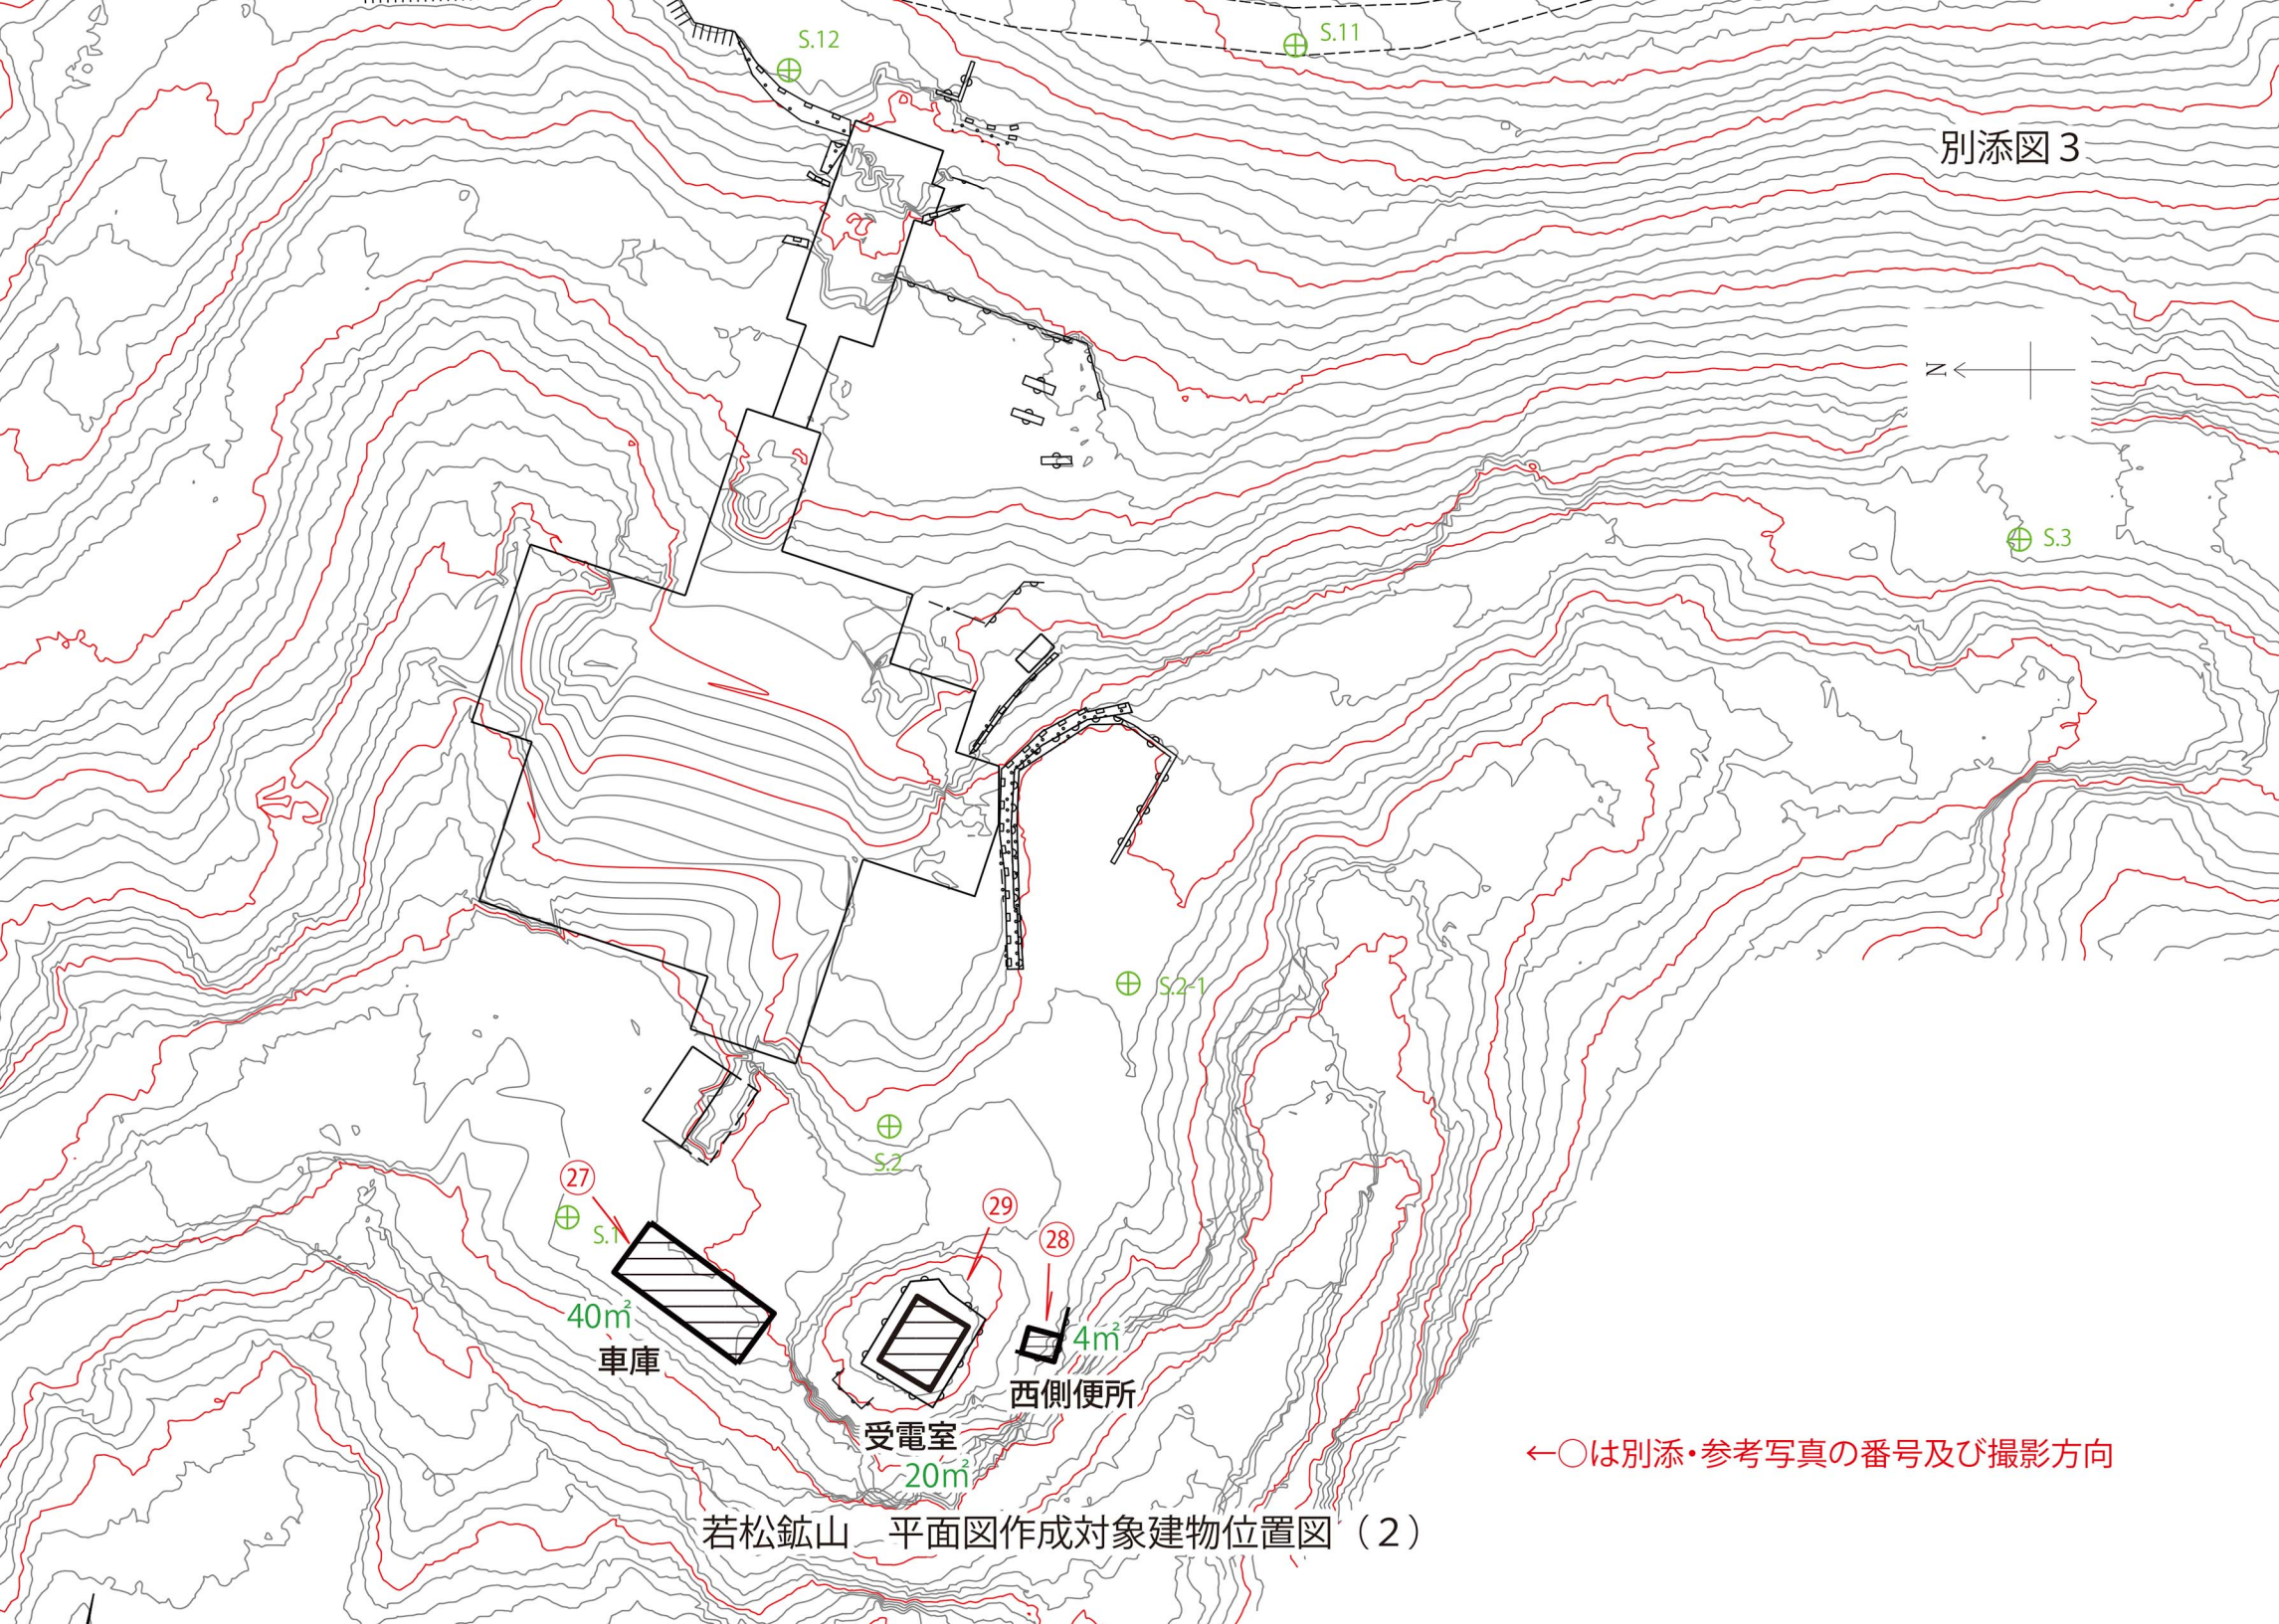 S.12
S.11
別添図３
N
S.3
S.2-1
S.2
27
S.1
29
28
40㎡
車庫
4㎡
西側便所
受電室
20㎡
←○は別添・参考写真の番号及び撮影方向
若松鉱山　平面図作成対象建物位置図（２）